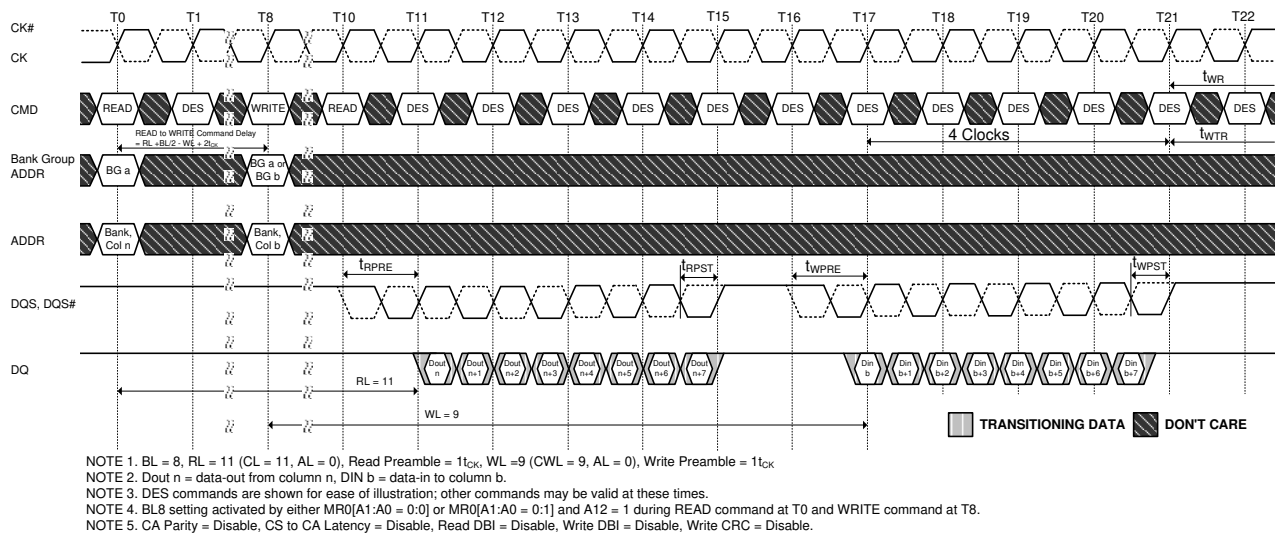 T0 T1 T8 T10 T11 T12 T13 T14 T15 T16 T17 T18 T19 T20 T21 T22
CK#
CK
tWR
CMD READ DES WRITE READ DES DES DES DES DES DES DES DES DES DES DES DES
READ to WRITE Command Delay
= RL +BL/2 - WL + 2tCK
4 Clocks
tWTR
Bank Group
ADDR
BG a
BG a or
BG b
ADDR
Bank,
Col n
Bank,
Col b
tRPRE tRPST tWPRE tWPST
DQS, DQS#
DQ
Dout
n
Dout
n+1
Dout
n+2
Dout
n+3
Dout
n+4
Dout
n+5
Dout
n+6
Dout
n+7
Din
b
Din
b+1
Din
b+2
Din
b+3
Din
b+4
Din
b+5
Din
b+6
Din
b+7
RL = 11
WL = 9
TRANSITIONING DATA DON'T CARE
NOTE 1. BL = 8, RL = 11 (CL = 11, AL = 0), Read Preamble = 1tCK, WL =9 (CWL = 9, AL = 0), Write Preamble = 1tCK
NOTE 2. Dout n = data-out from column n, DIN b = data-in to column b.
NOTE 3. DES commands are shown for ease of illustration; other commands may be valid at these times.
NOTE 4. BL8 setting activated by either MR0[A1:A0 = 0:0] or MR0[A1:A0 = 0:1] and A12 = 1 during READ command at T0 and WRITE command at T8.
NOTE 5. CA Parity = Disable, CS to CA Latency = Disable, Read DBI = Disable, Write DBI = Disable, Write CRC = Disable.